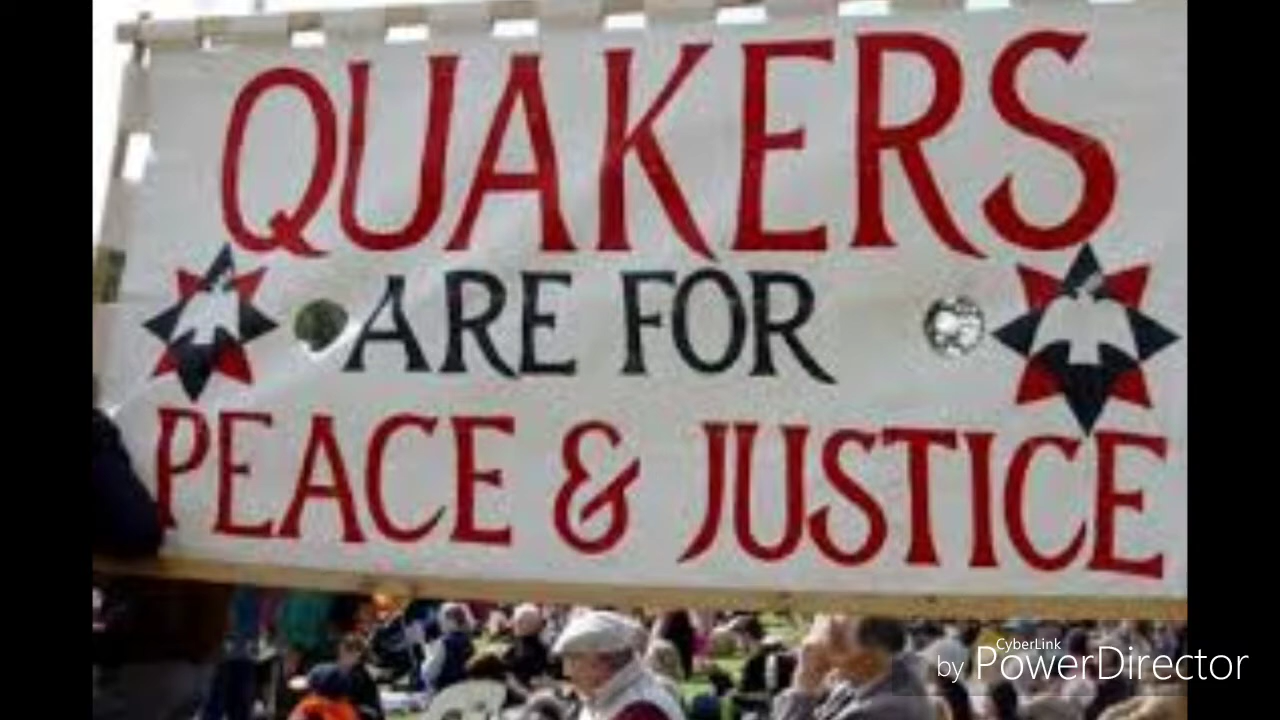 QUAKERS
ARE FOR
PEACE & JUSTICE
CyberLink
by PowerDirector